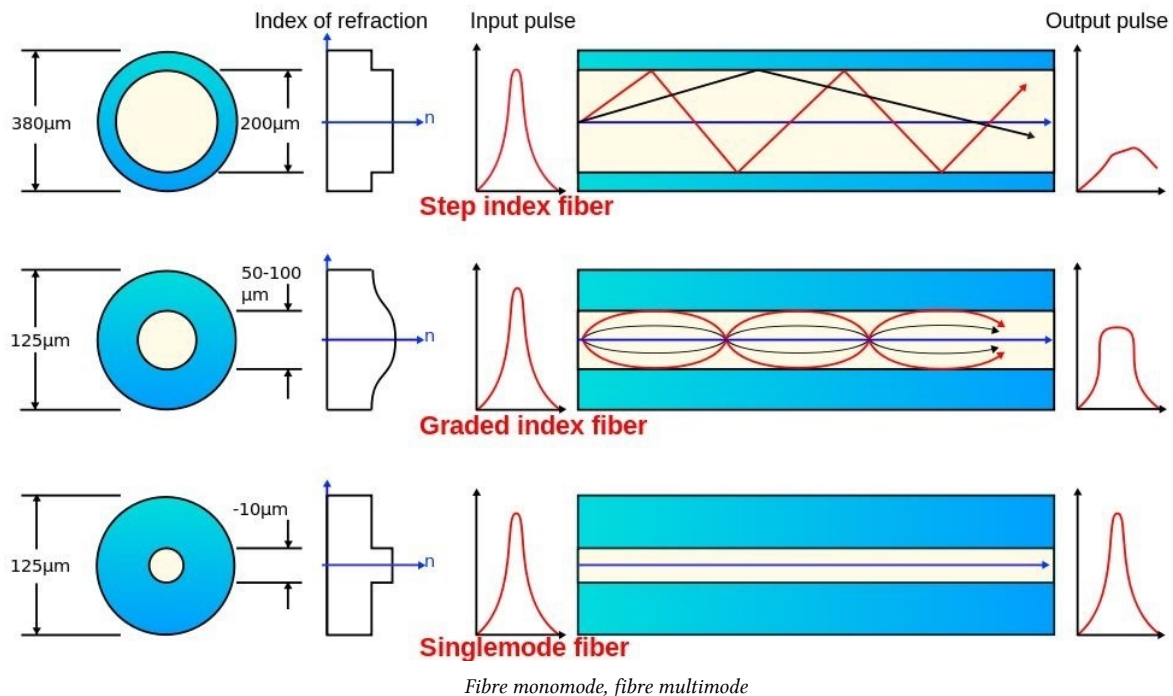 Index of refraction
Input pulse
Output pulse
380µm
200µm
n
Step index fiber
50-100
µm
125µm
n
Graded index fiber
-10µm
125µm
n
Singlemode fiber
Fibre monomode, fibre multimode